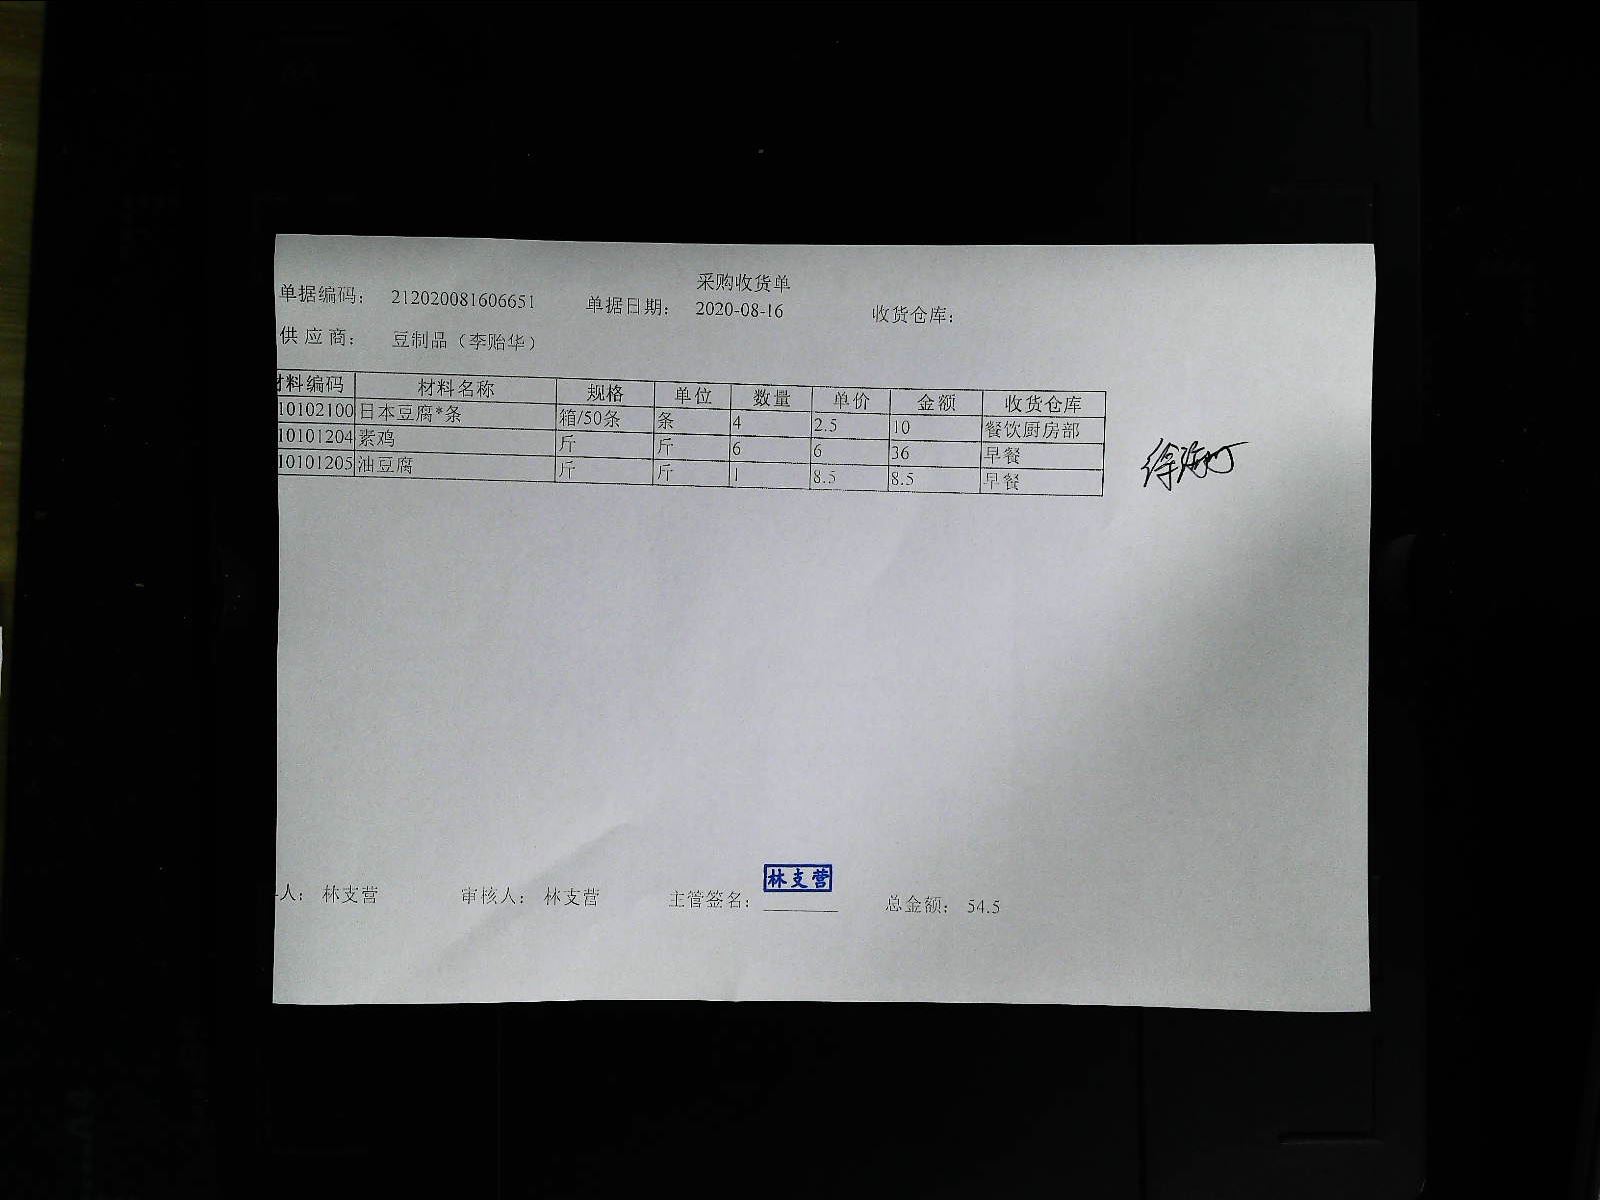 采购收货单
单据编码： 212020081606651 单据日期： 2020-08-16 收货仓库：
供应商： 豆制品（李贻华）
材料编码 材料名称 规格 单位 数量 单价 金额 收货仓库
10102100 日本豆腐*条 箱/50条 条 4 2.5 10 餐饮厨房部
10101204 素鸡 斤 斤 6 6 36 早餐
10101205 油豆腐 斤 斤 1 8.5 8.5 早餐
林支营
人： 林支营 审核人： 林支营 主管签名： 总金额： 54.5